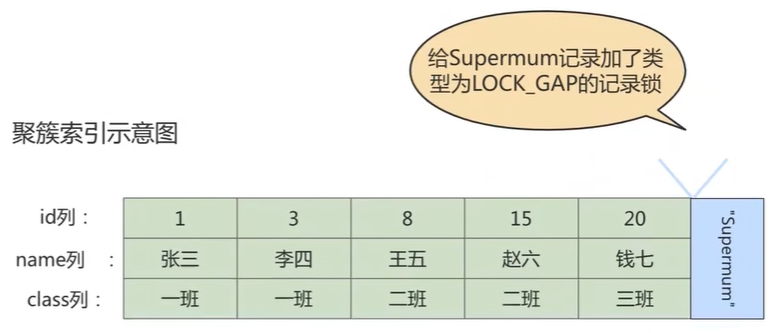 给Supermum记录加了类
型为LOCK_GAP的记录锁
聚簇索引示意图
id列： 1 3 8 15 20 "Supermum"
name列 ： 张三 李四 王五 赵六 钱七
class列： 一班 一班 二班 二班 三班